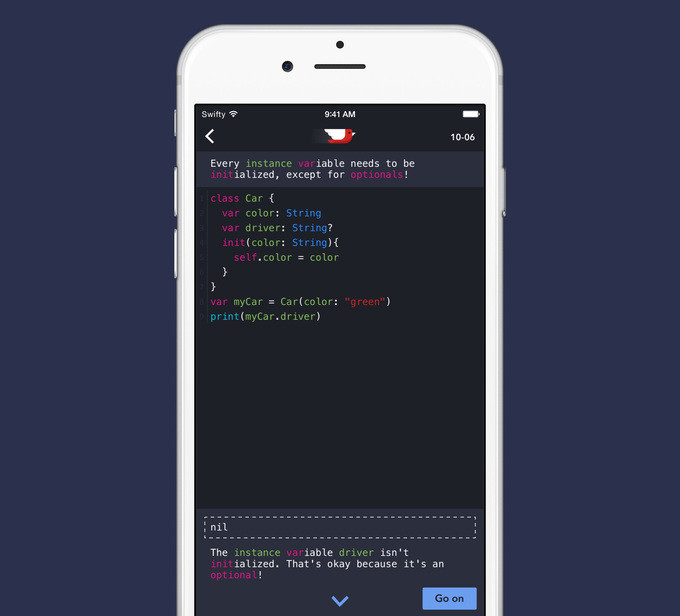 Swifty 9:41 AM
10-06
Every instance variable needs to be
initialized, except for optionals!
class Car {
var color: String
var driver: String?
init(color: String){
self.color = color
}
}
var myCar = Car(color: "green")
print(myCar.driver)
nil
The instance variable driver isn't
initialized. That's okay because it's an
optional!
Go on